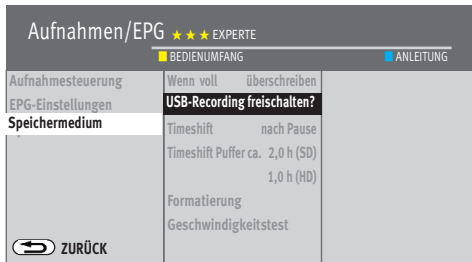 Aufnahmen/EPG ★★★ EXPERTE
BEDIENUMFANG
ANLEITUNG
Aufnahmesteuerung
EPG-Einstellungen
Speichermedium
Wenn voll überschreiben
USB-Recording freischalten?
Timeshift nach Pause
Timeshift Puffer ca. 2,0 h (SD)
1,0 h (HD)
Formatierung
Geschwindigkeitstest
ZURÜCK